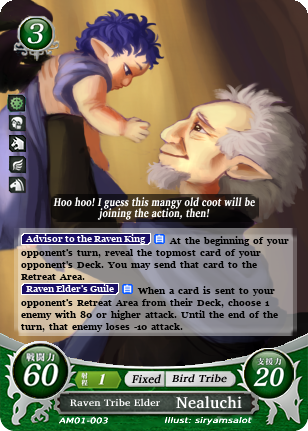 3
Hoo hoo! I guess this mangy old coot will be
joining the action, then!
Advisor to the Raven King 自 At the beginning of your
opponent's turn, reveal the topmost card of your
opponent's Deck. You may send that card to the
Retreat Area.
Raven Elder's Guile 自 When a card is sent to your
opponent's Retreat Area from their Deck, choose 1
enemy with 80 or higher attack. Until the end of the
turn, that enemy loses -10 attack.
戦闘力
60
射程
1
Fixed
Bird Tribe
支援力
20
Raven Tribe Elder Nealuchi
AM01-003
Illust: siryamsalot